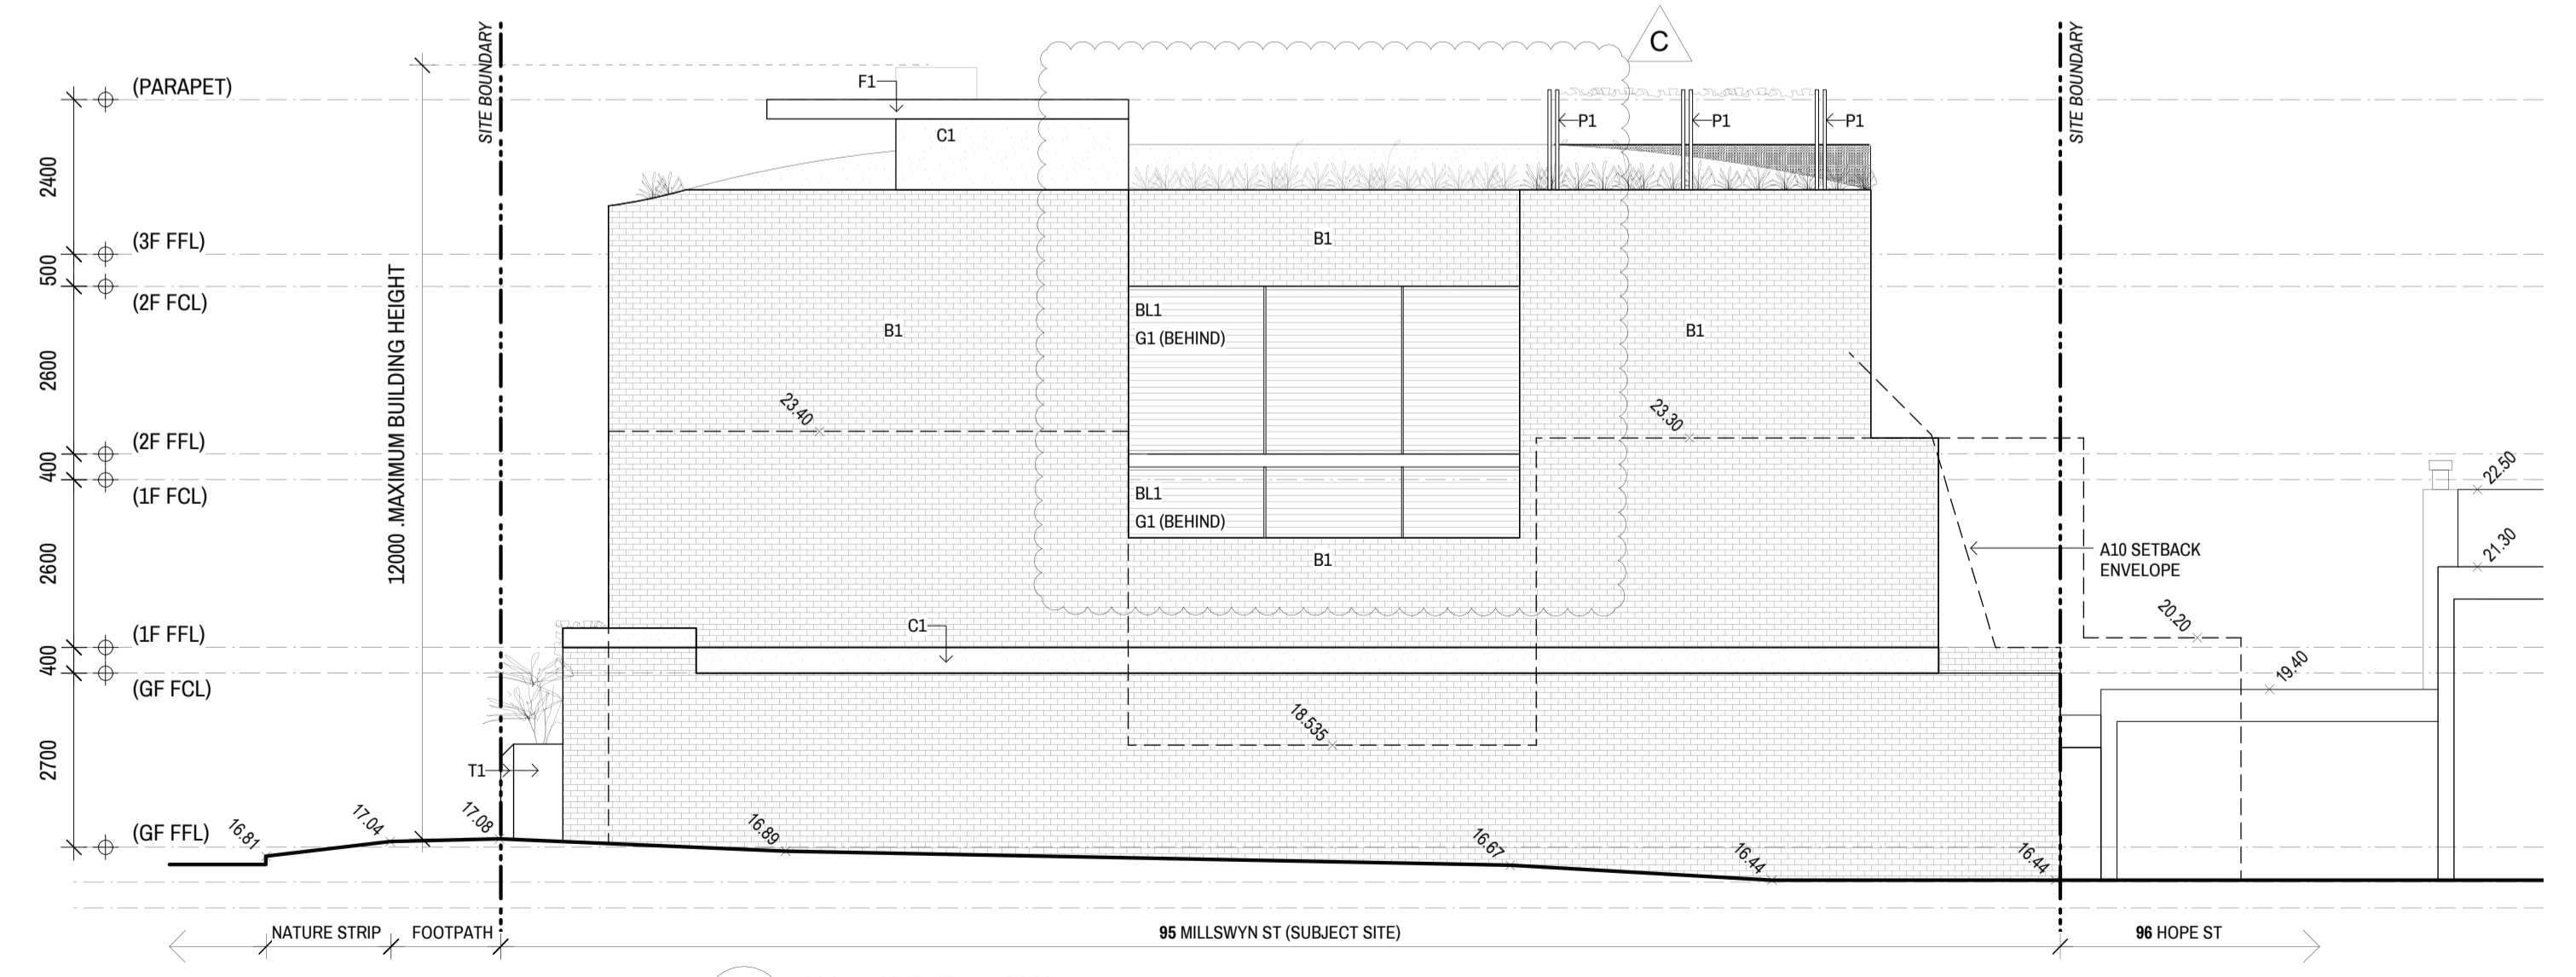 C
SITE BOUNDARY
SITE BOUNDARY
(PARAPET)
F1
C1
P1
P1
P1
2400
(3F FFL)
500
(2F FCL)
B1
BL1
G1 (BEHIND)
B1
B1
2600
12000 .MAXIMUM BUILDING HEIGHT
23.40
23.30
(2F FFL)
400
(1F FCL)
BL1
G1 (BEHIND)
B1
22.50
21.30
A10 SETBACK
ENVELOPE
2600
20.20
(1F FFL)
C1
400
(GF FCL)
19.40
18.535
2700
T1
(GF FFL)
16.81
17.04
17.08
16.89
16.67
16.44
16.44
NATURE STRIP
FOOTPATH
95 MILLSWYN ST (SUBJECT SITE)
96 HOPE ST